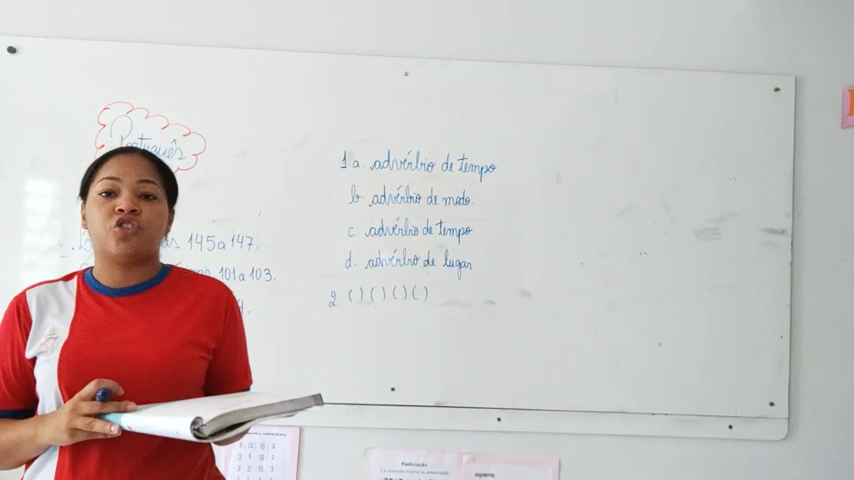 Português
145 a 147.
101 a 103.
1 a. advérbio de tempo
b. advérbio de modo.
c. advérbio de tempo
d. advérbio de lugar
2. ( ) ( ) ( ) ( )
Radiciação